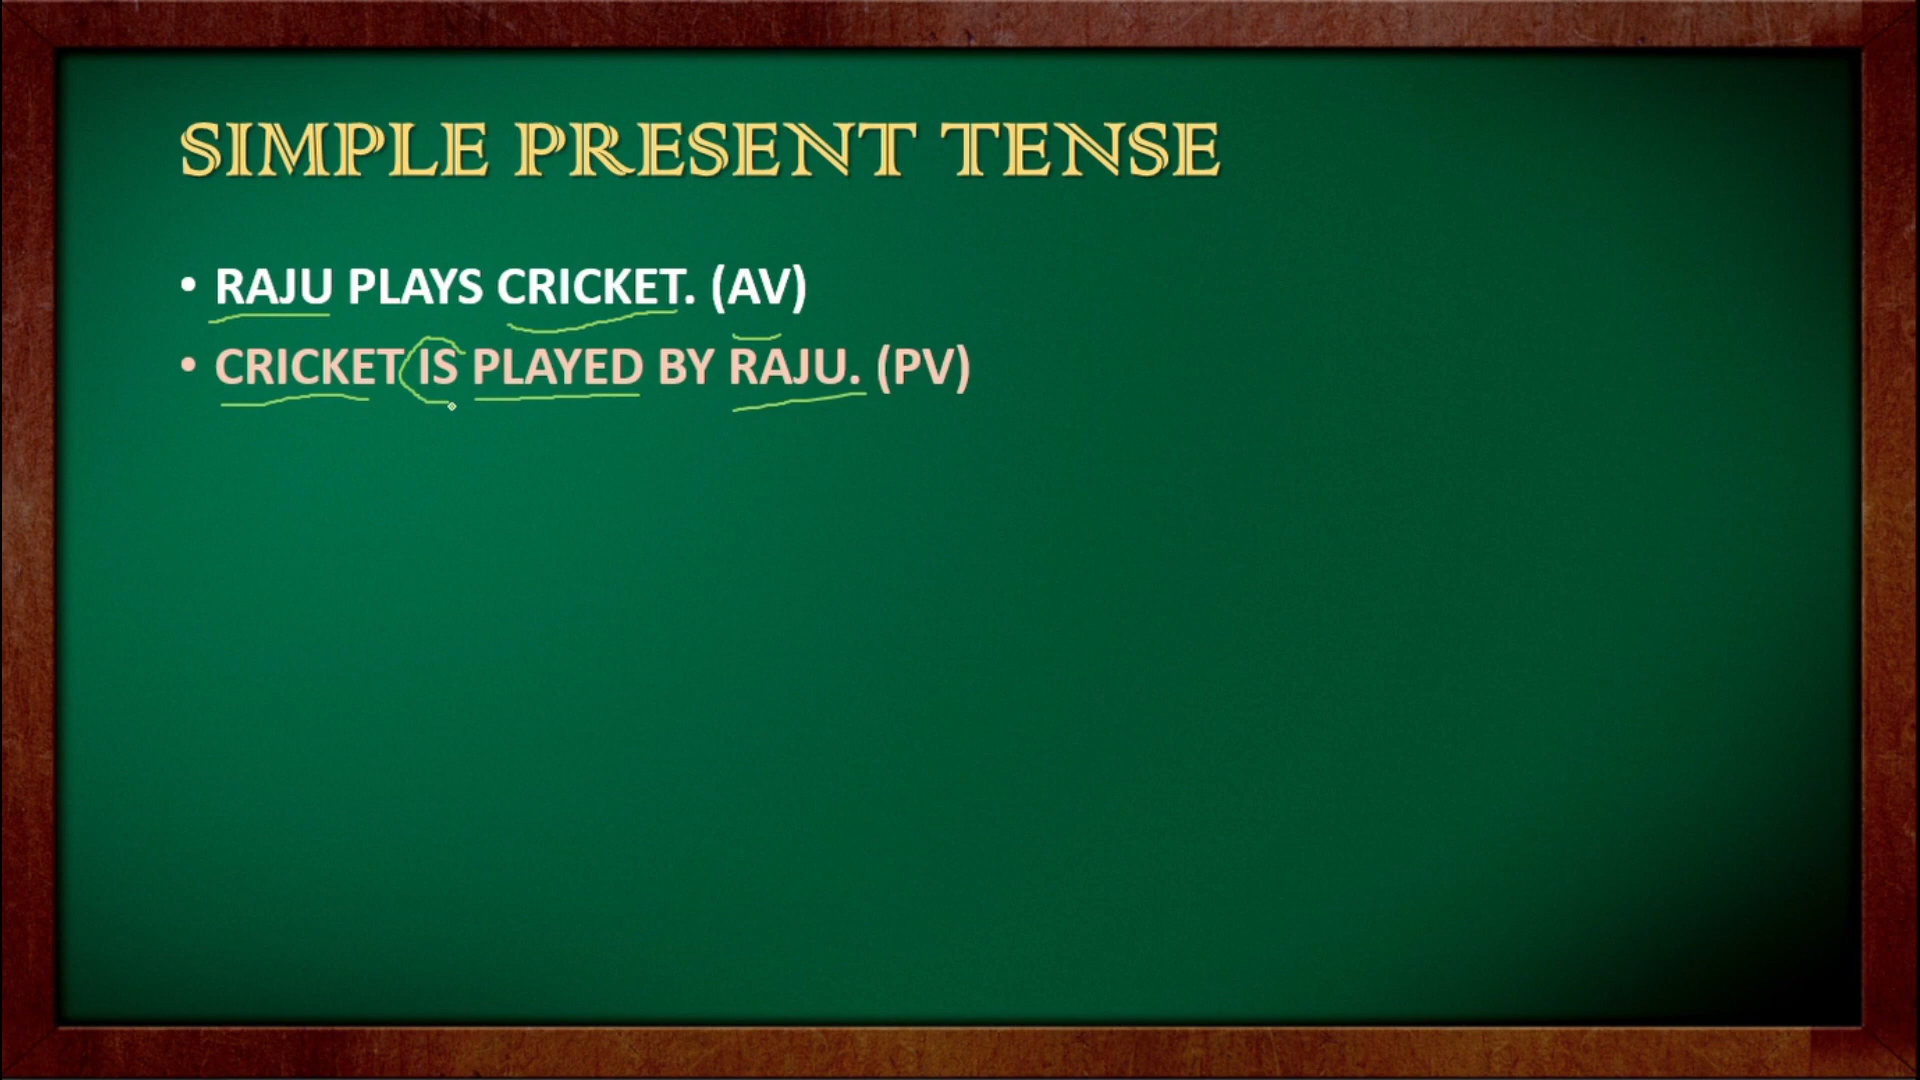 SIMPLE PRESENT TENSE
• RAJU PLAYS CRICKET. (AV)
• CRICKET IS PLAYED BY RAJU. (PV)